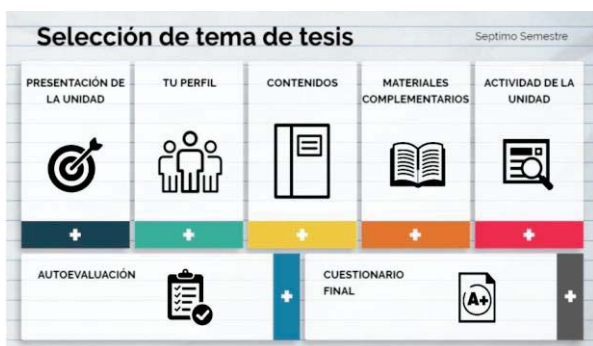 Selección de tema de tesis
Septimo Semestre
PRESENTACIÓN DE
LA UNIDAD
TU PERFIL
CONTENIDOS
MATERIALES
COMPLEMENTARIOS
ACTIVIDAD DE LA
UNIDAD
AUTOEVALUACIÓN
CUESTIONARIO
FINAL
A+